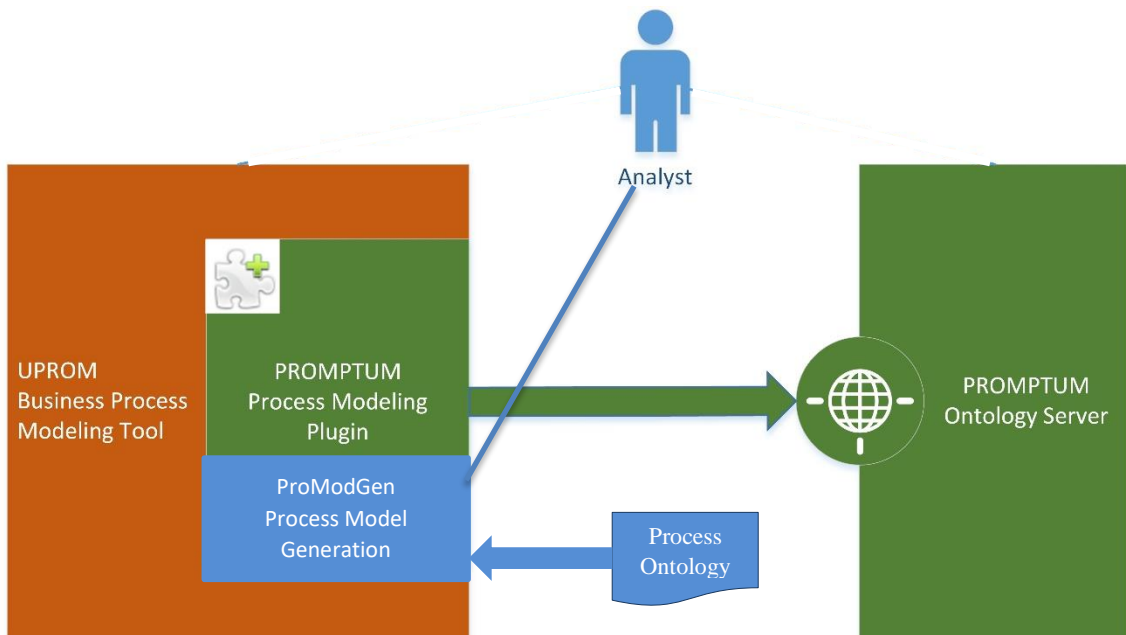 Analyst
UPROM
Business Process
Modeling Tool
PROMPTUM
Process Modeling
Plugin
PROMPTUM
Ontology Server
ProModGen
Process Model
Generation
Process
Ontology